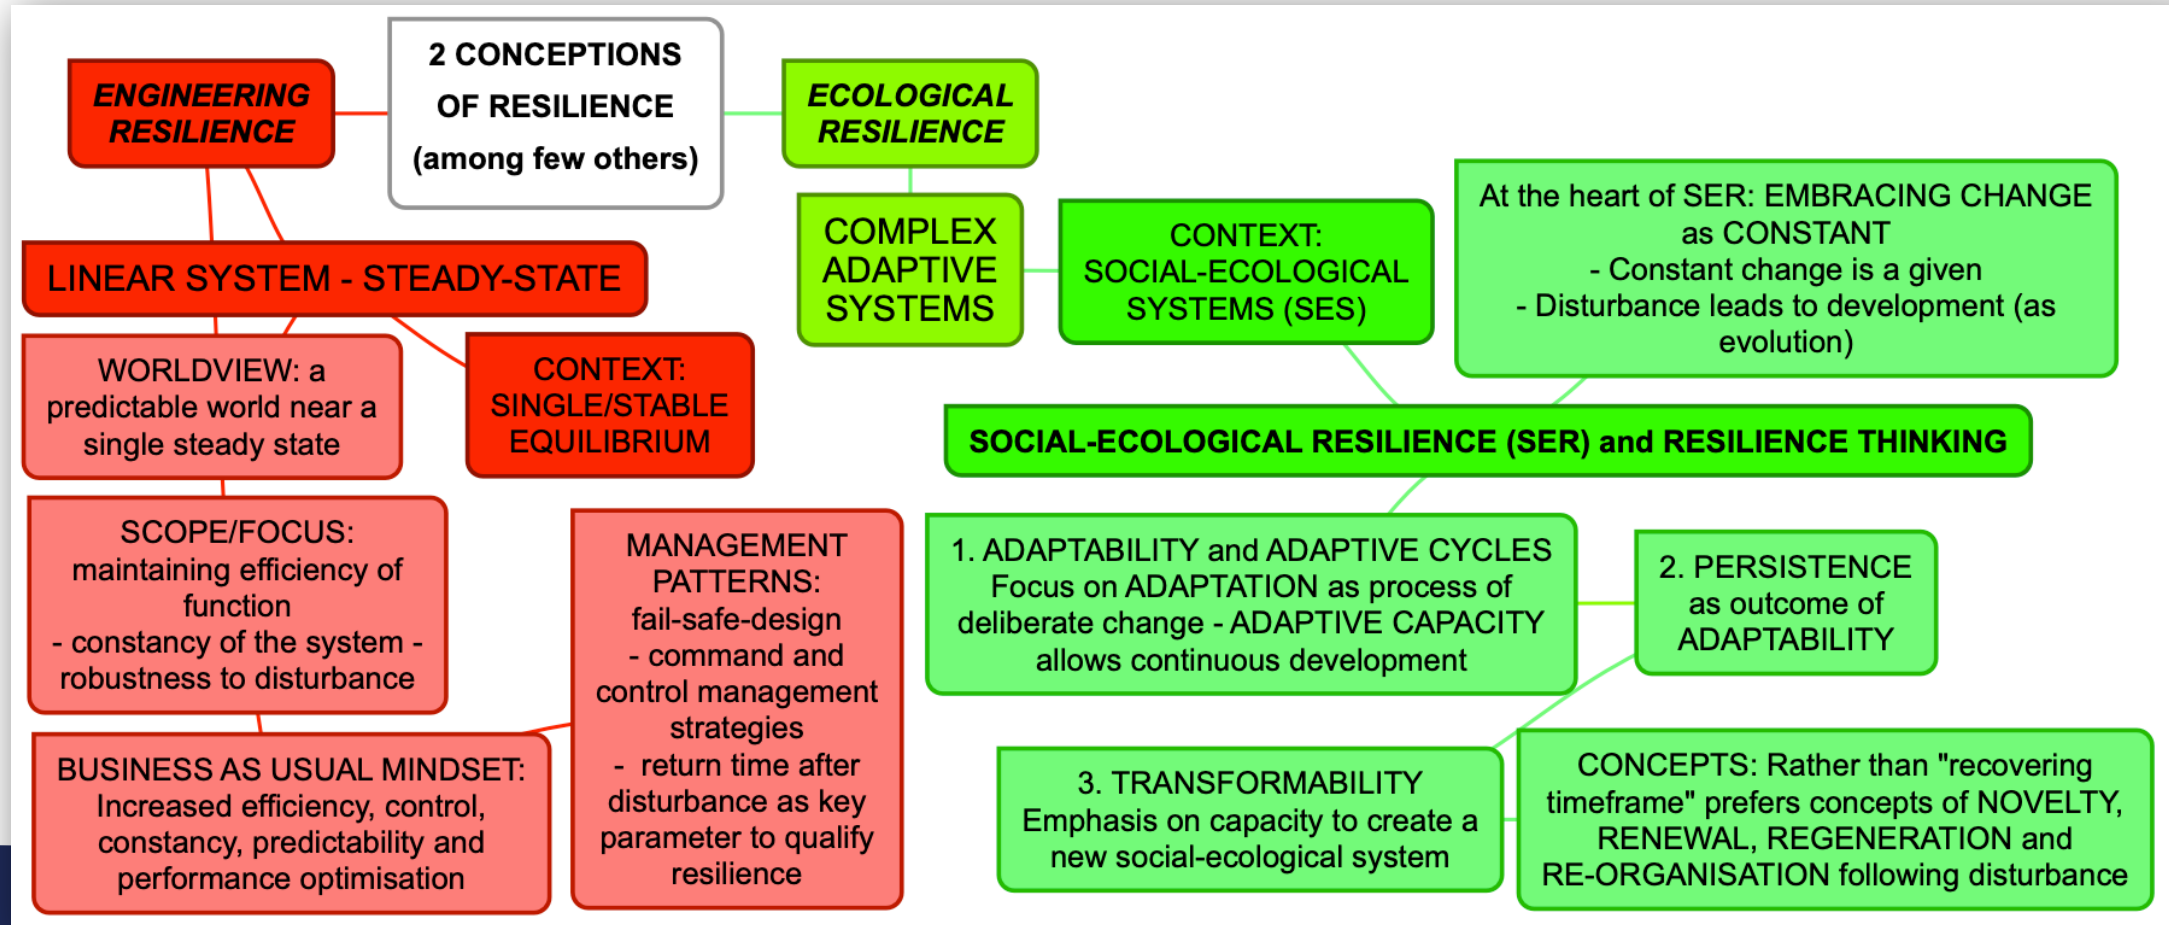 2 CONCEPTIONS
OF RESILIENCE
(among few others)
ENGINEERING
RESILIENCE
LINEAR SYSTEM - STEADY-STATE
WORLDVIEW: a
predictable world near a
single steady state
CONTEXT:
SINGLE/STABLE
EQUILIBRIUM
SCOPE/FOCUS:
maintaining efficiency of
function
- constancy of the system -
robustness to disturbance
BUSINESS AS USUAL MINDSET:
Increased efficiency, control,
constancy, predictability and
performance optimisation
MANAGEMENT
PATTERNS:
fail-safe-design
- command and
control management
strategies
- return time after
disturbance as key
parameter to qualify
resilience
ECOLOGICAL
RESILIENCE
COMPLEX
ADAPTIVE
SYSTEMS
CONTEXT:
SOCIAL-ECOLOGICAL
SYSTEMS (SES)
At the heart of SER: EMBRACING CHANGE
as CONSTANT
- Constant change is a given
- Disturbance leads to development (as
evolution)
SOCIAL-ECOLOGICAL RESILIENCE (SER) and RESILIENCE THINKING
1. ADAPTABILITY and ADAPTIVE CYCLES
Focus on ADAPTATION as process of
deliberate change - ADAPTIVE CAPACITY
allows continuous development
2. PERSISTENCE
as outcome of
ADAPTABILITY
3. TRANSFORMABILITY
Emphasis on capacity to create a
new social-ecological system
CONCEPTS: Rather than "recovering
timeframe" prefers concepts of NOVELTY,
RENEWAL, REGENERATION and
RE-ORGANISATION following disturbance